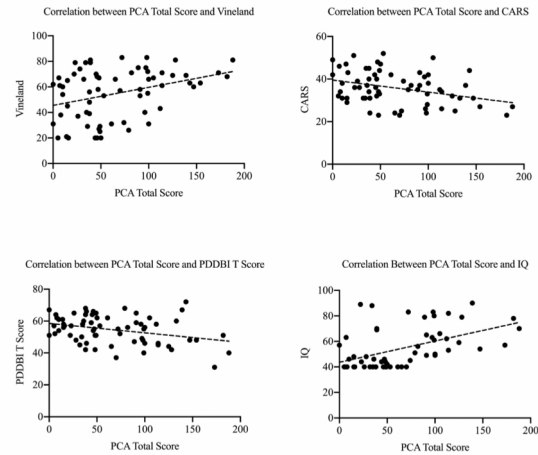 Correlation between PCA Total Score and Vineland
100
80
60
40
20
0
Vineland
0 50 100 150 200
PCA Total Score
Correlation between PCA Total Score and CARS
60
40
20
0
CARS
0 50 100 150 200
PCA Total Score
Correlation between PCA Total Score and PDDBI T Score
80
60
40
20
0
PDDBI T Score
0 50 100 150 200
PCA Total Score
Correlation Between PCA Total Score and IQ
100
80
60
40
20
0
IQ
0 50 100 150 200
PCA Total Score